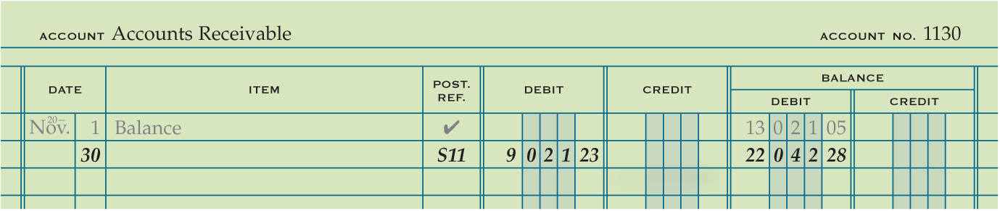 ACCOUNT Accounts Receivable ACCOUNT NO. 1130
DATE ITEM POST. REF. DEBIT CREDIT BALANCE
DEBIT CREDIT
20--
Nov. 1 Balance ✔ 13 0 2 1 05
30 S11 9 0 2 1 23 22 0 4 2 28